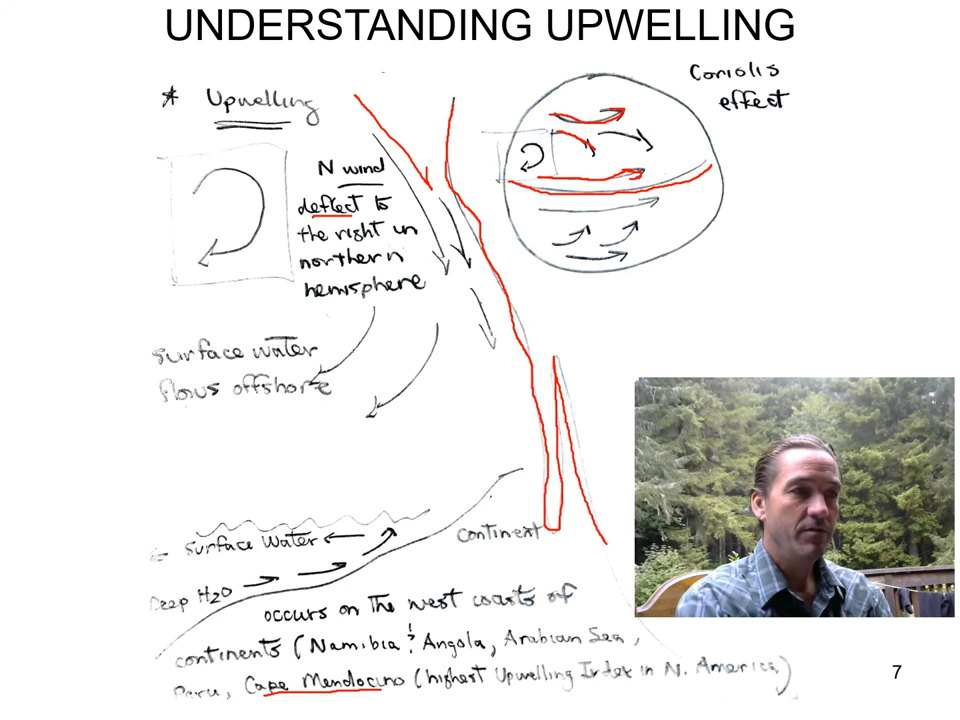 UNDERSTANDING UPWELLING
* Upwelling
Coriolis
effect
N wind
deflect to
the right in
northern
hemisphere
surface water
flows offshore
Surface Water
continent
Deep H2O
occurs on the west coasts of
continents (Namibia & Angola, Arabian Sea,
Peru, Cape Mendocino (highest Upwelling Index in N. America)
7